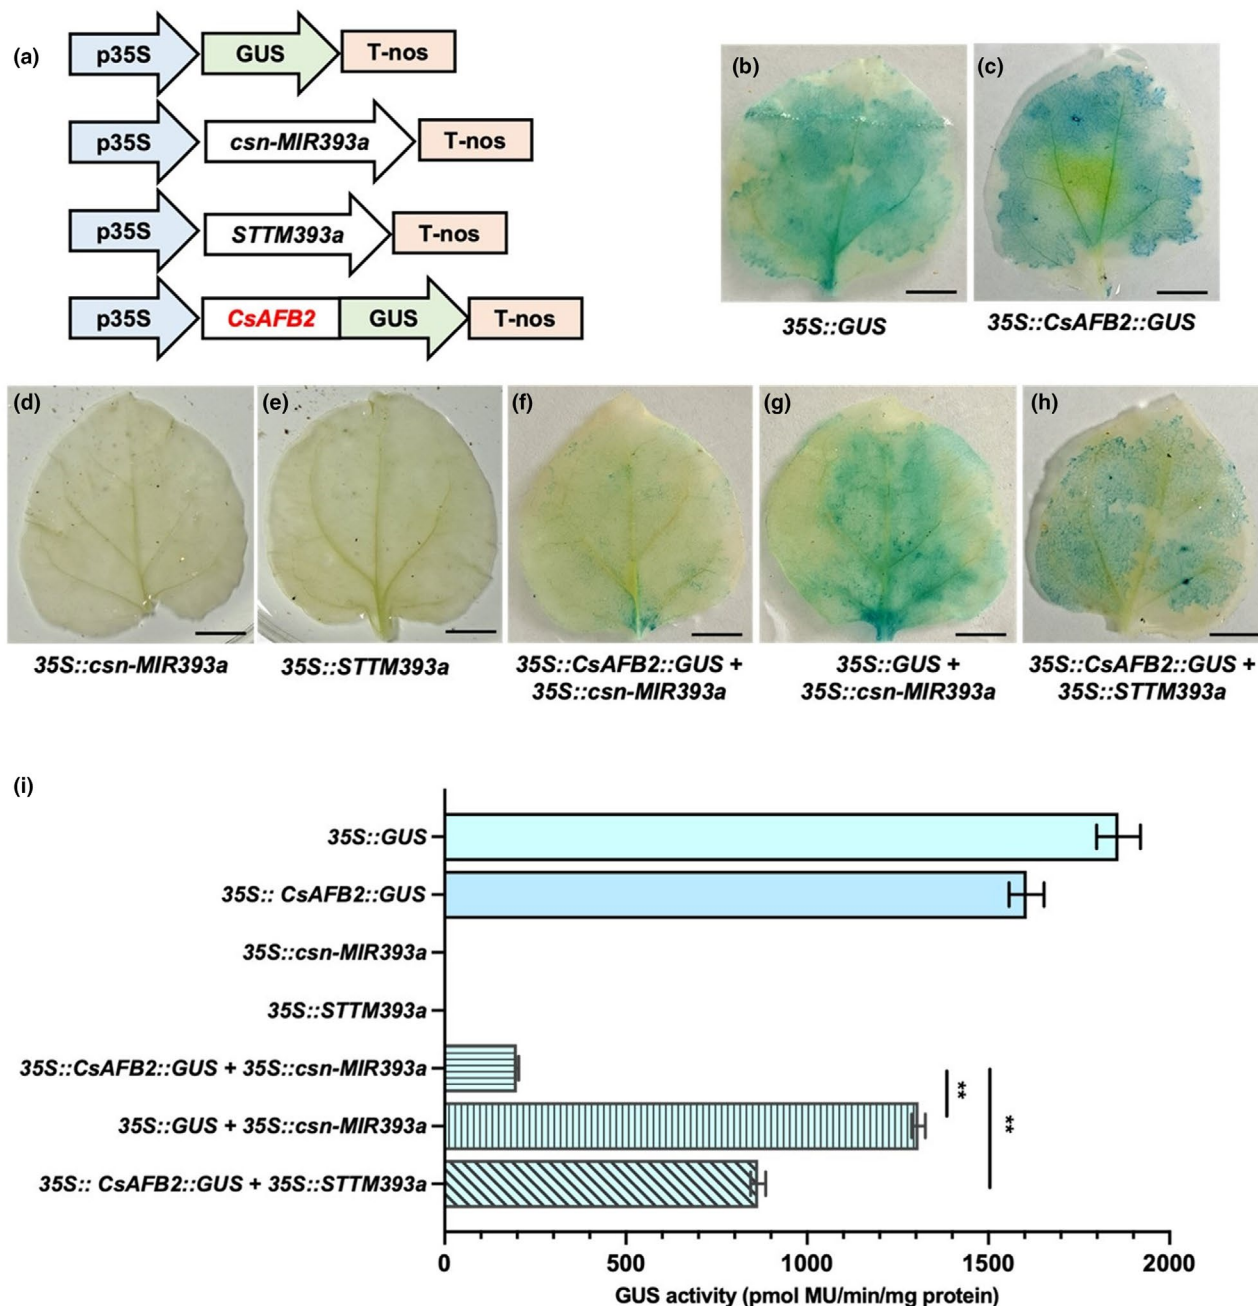 (a)
p35S GUS T-nos
p35S csn-MIR393a T-nos
p35S STTM393a T-nos
p35S CsAFB2 GUS T-nos
(b)
35S::GUS
(c)
35S::CsAFB2::GUS
(d)
35S::csn-MIR393a
(e)
35S::STTM393a
(f)
35S::CsAFB2::GUS +
35S::csn-MIR393a
(g)
35S::GUS +
35S::csn-MIR393a
(h)
35S::CsAFB2::GUS +
35S::STTM393a
(i)
35S::GUS
35S:: CsAFB2::GUS
35S::csn-MIR393a
35S::STTM393a
35S::CsAFB2::GUS + 35S::csn-MIR393a
35S::GUS + 35S::csn-MIR393a
35S:: CsAFB2::GUS + 35S::STTM393a
**
**
0 500 1000 1500 2000
GUS activity (pmol MU/min/mg protein)